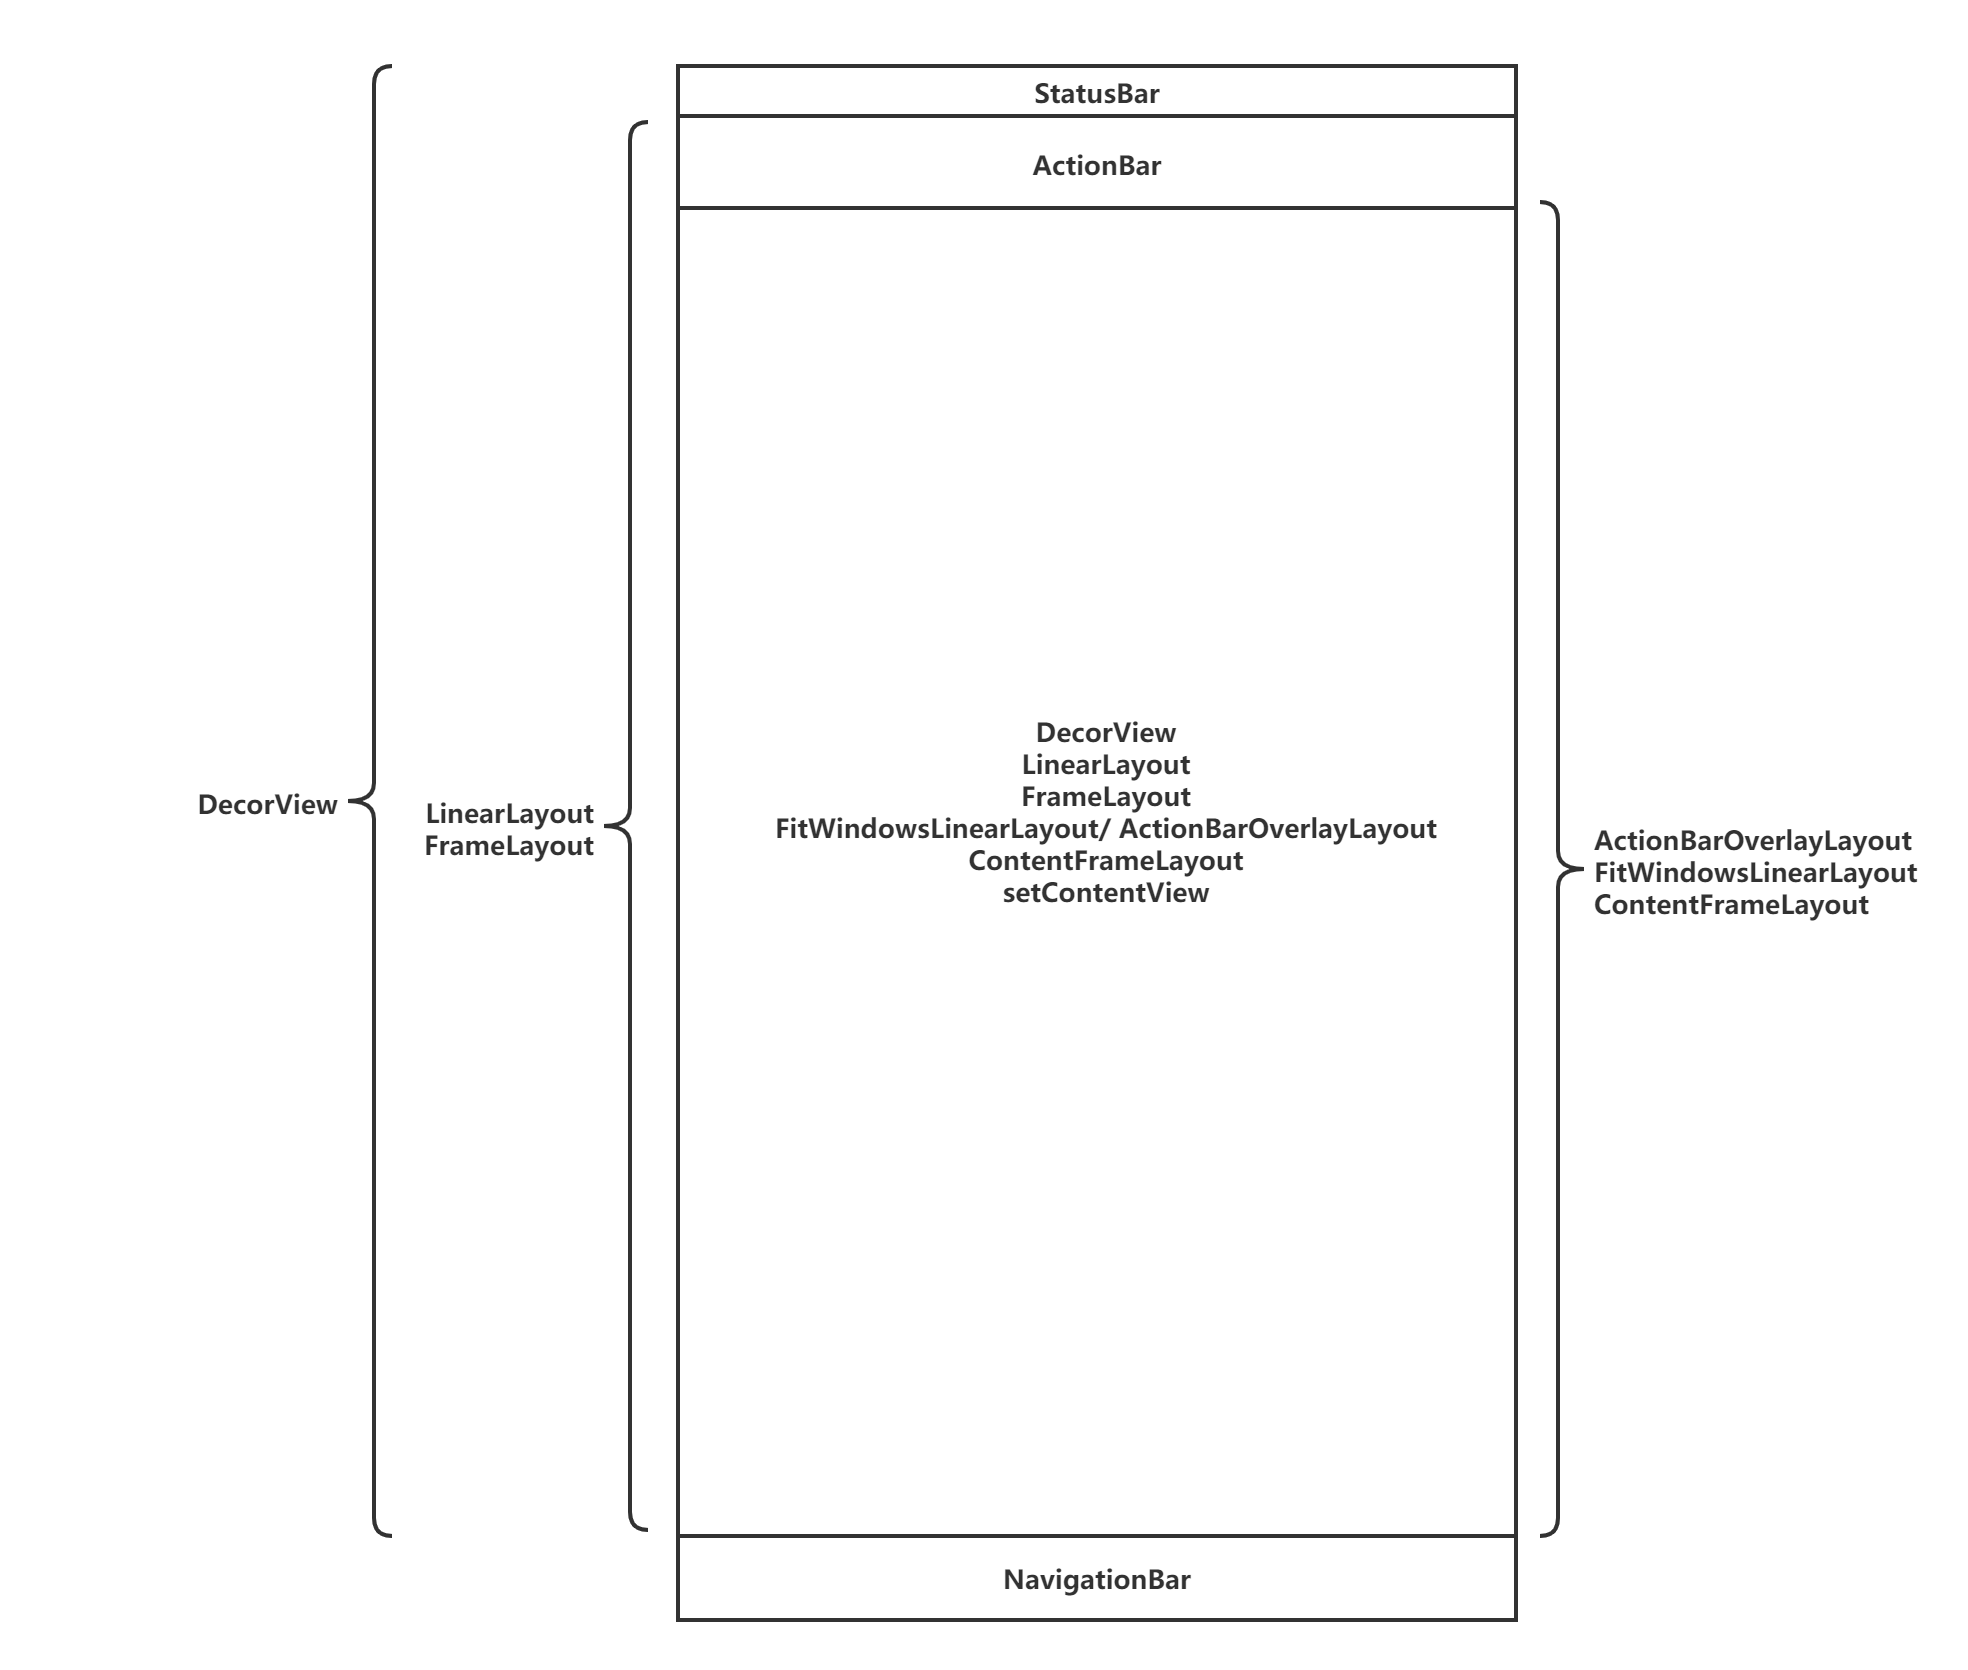 StatusBar
ActionBar
DecorView
LinearLayout
FrameLayout
DecorView
LinearLayout
FrameLayout
FitWindowsLinearLayout/ ActionBarOverlayLayout
ContentFrameLayout
setContentView
ActionBarOverlayLayout
FitWindowsLinearLayout
ContentFrameLayout
NavigationBar